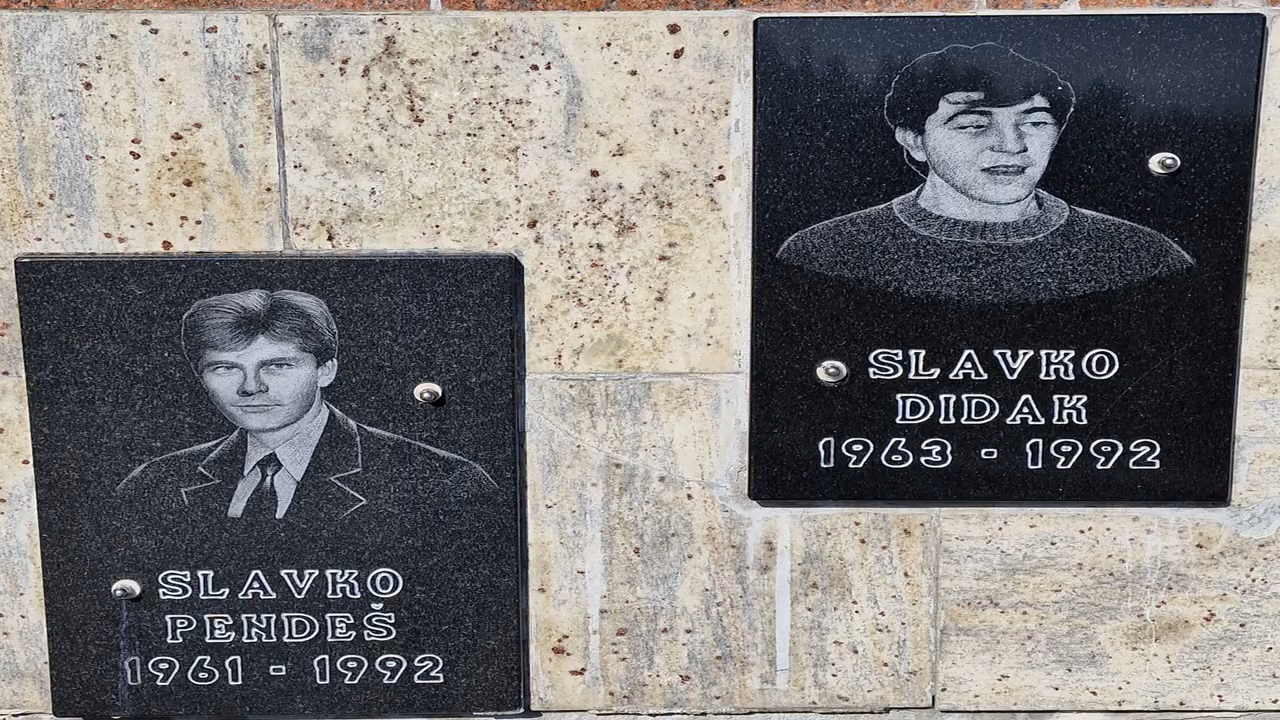 SLAVKO
PENDEŠ
1961 - 1992
SLAVKO
DIDAK
1963 - 1992